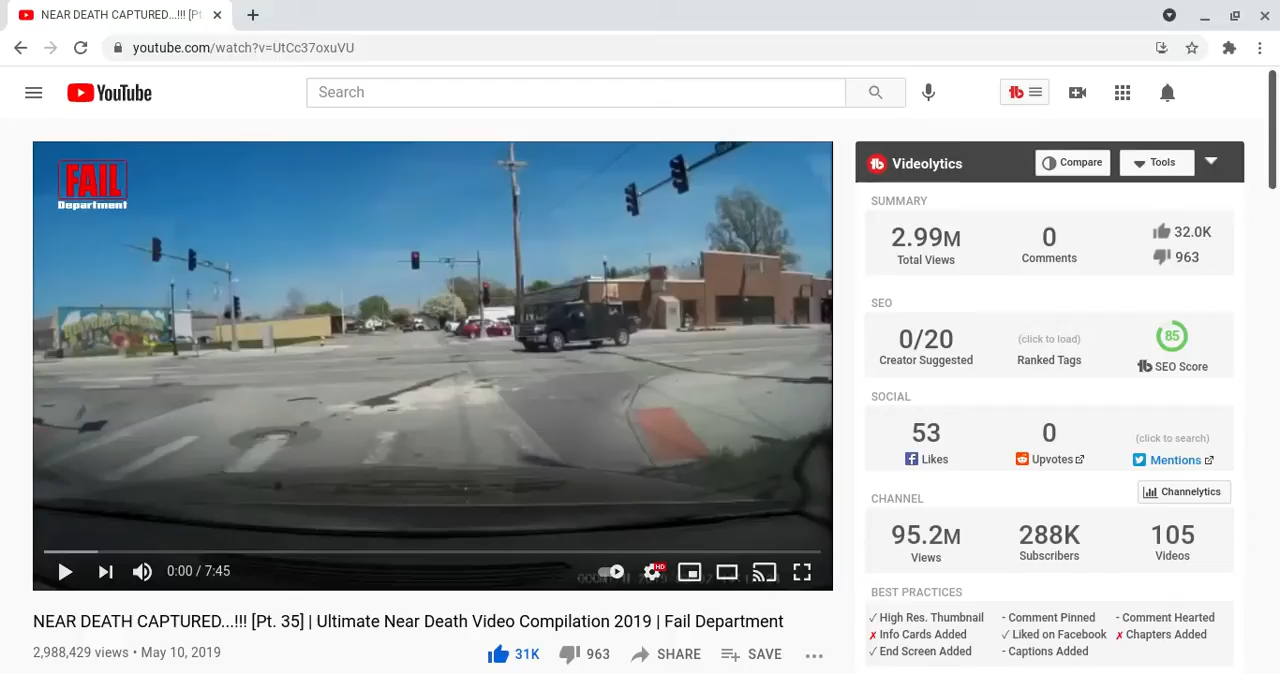 NEAR DEATH CAPTURED...!!! [Pt
youtube.com/watch?v=UtCc37oxuVU
YouTube
Search
FAIL
Department
0:00 / 7:45
HD
NEAR DEATH CAPTURED...!!! [Pt. 35] | Ultimate Near Death Video Compilation 2019 | Fail Department
2,988,429 views • May 10, 2019
31K
963
SHARE
SAVE
Videolytics
Compare
Tools
SUMMARY
2.99M
Total Views
0
Comments
32.0K
963
SEO
0/20
Creator Suggested
(click to load)
Ranked Tags
85
SEO Score
SOCIAL
53
Likes
0
Upvotes
(click to search)
Mentions
CHANNEL
Channelytics
95.2M
Views
288K
Subscribers
105
Videos
BEST PRACTICES
✓ High Res. Thumbnail
- Comment Pinned
- Comment Hearted
✗ Info Cards Added
✓ Liked on Facebook
✗ Chapters Added
✓ End Screen Added
- Captions Added